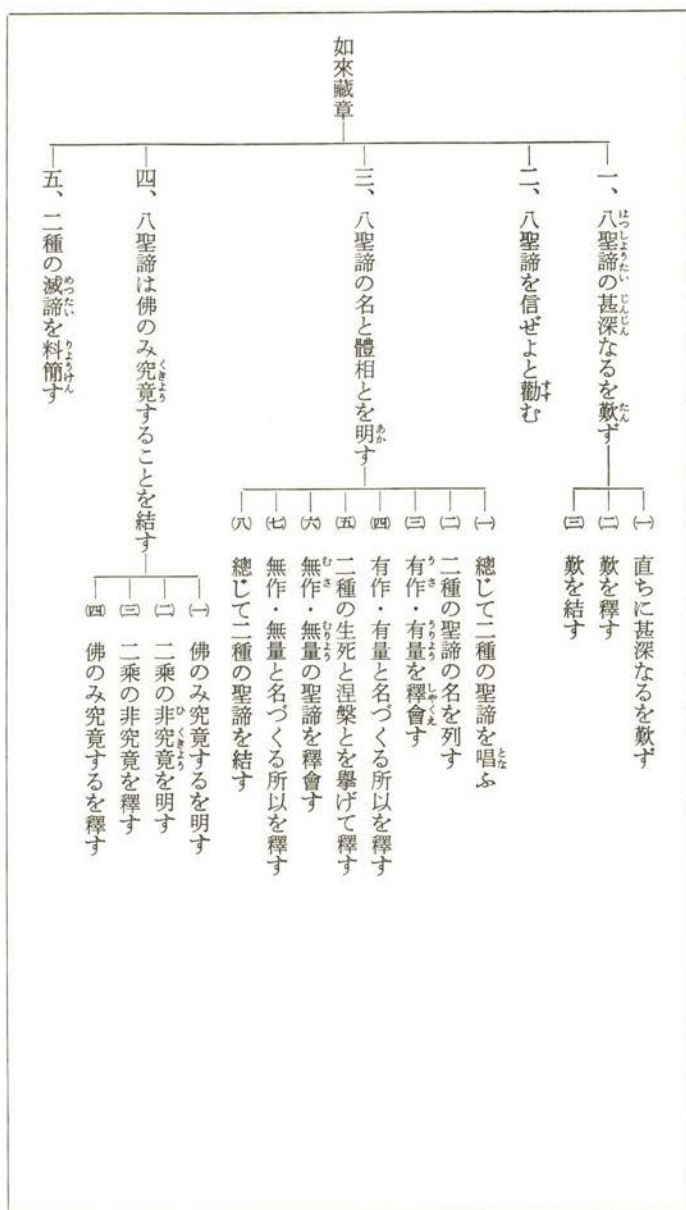 如來藏章
一、八聖諦の甚深なるを歎ず
㈠ 直ちに甚深なるを歎ず
㈡ 歎を釋す
㈢ 歎を結す
二、八聖諦を信ぜよと勸む
三、八聖諦の名と體相とを明す
㈠ 總じて二種の聖諦を唱ふ
㈡ 二種の聖諦の名を列す
㈢ 有作・有量を釋會す
㈣ 有作・有量と名づくる所以を釋す
㈤ 二種の生死と涅槃とを擧げて釋す
㈥ 無作・無量の聖諦を釋會す
㈦ 無作・無量と名づくる所以を釋す
㈧ 總じて二種の聖諦を結す
四、八聖諦は佛のみ究竟することを結す
㈠ 佛のみ究竟するを明す
㈡ 二乘の非究竟を明す
㈢ 二乘の非究竟を釋す
㈣ 佛のみ究竟するを釋す
五、二種の滅諦を料簡す